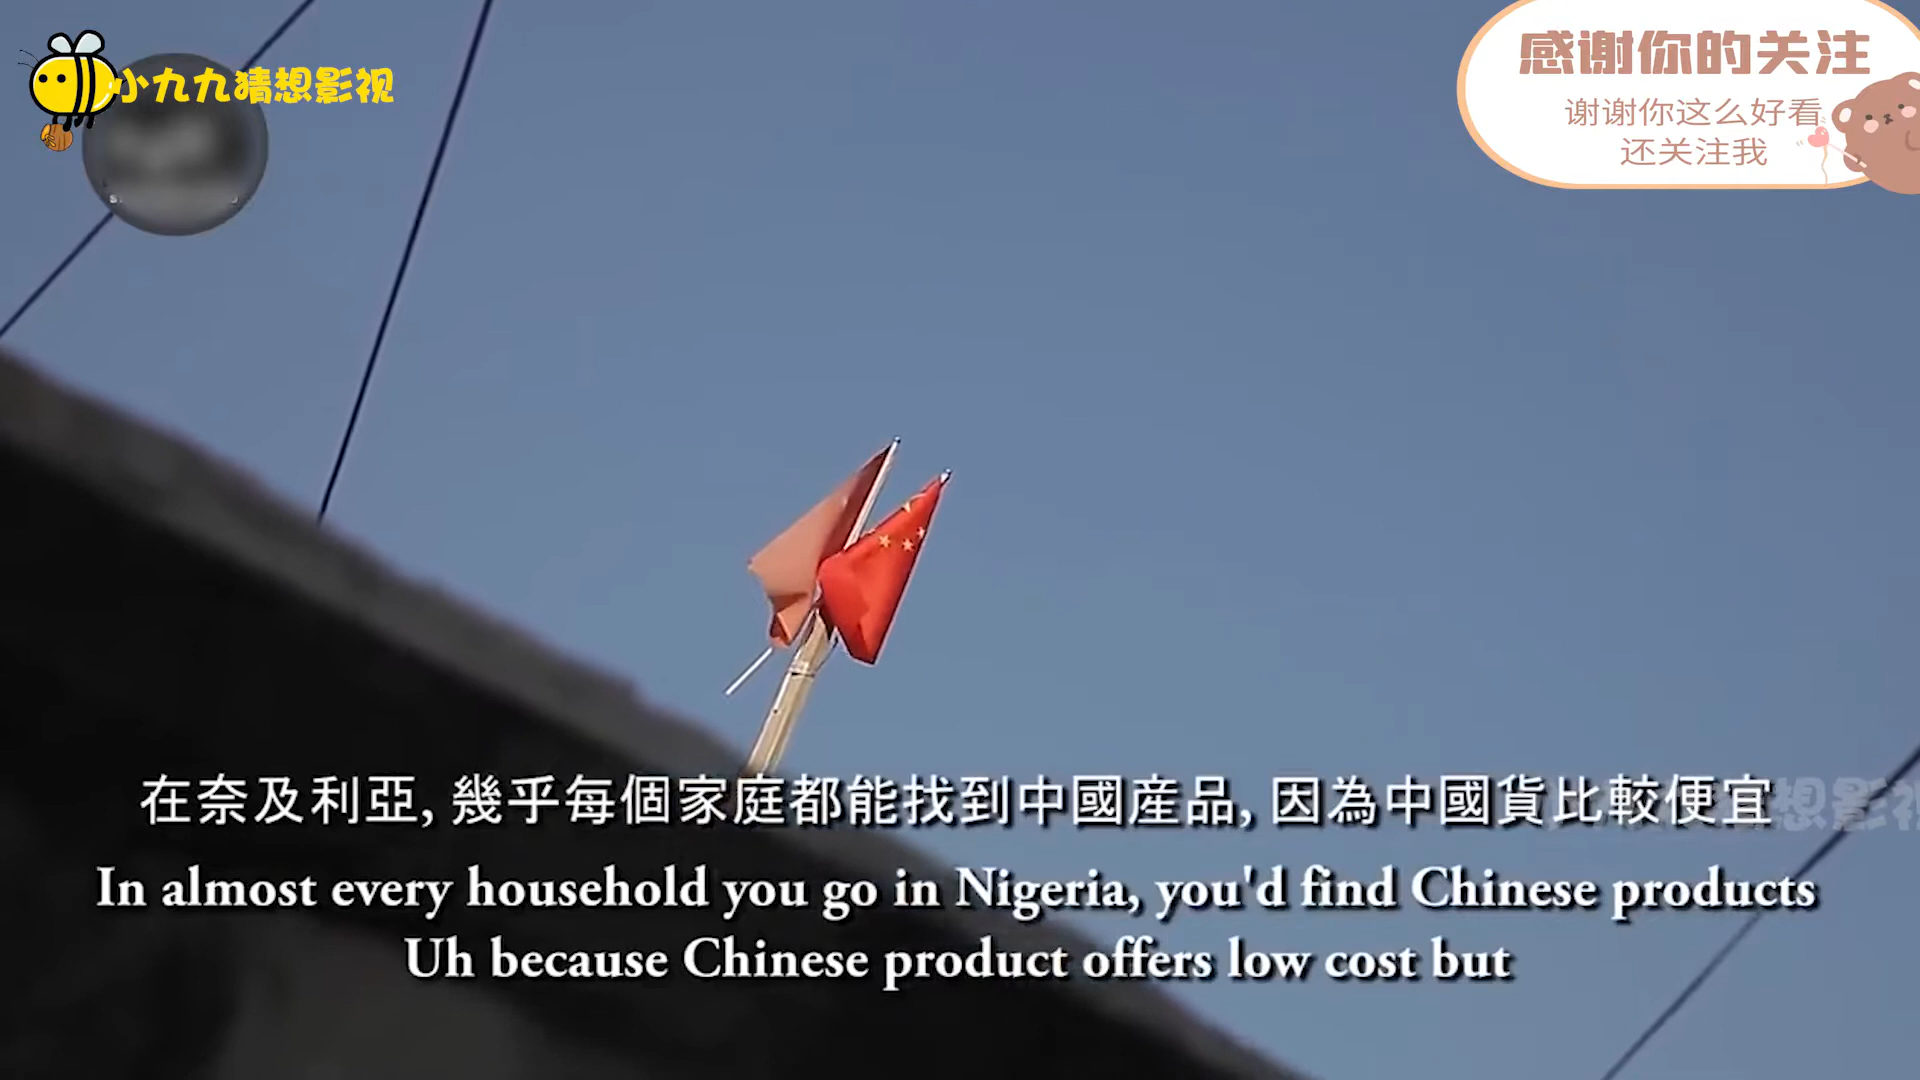 小九九猜想影视
感谢你的关注
谢谢你这么好看
还关注我
在奈及利亞, 幾乎每個家庭都能找到中國産品, 因為中國貨比較便宜
In almost every household you go in Nigeria, you'd find Chinese products
Uh because Chinese product offers low cost but